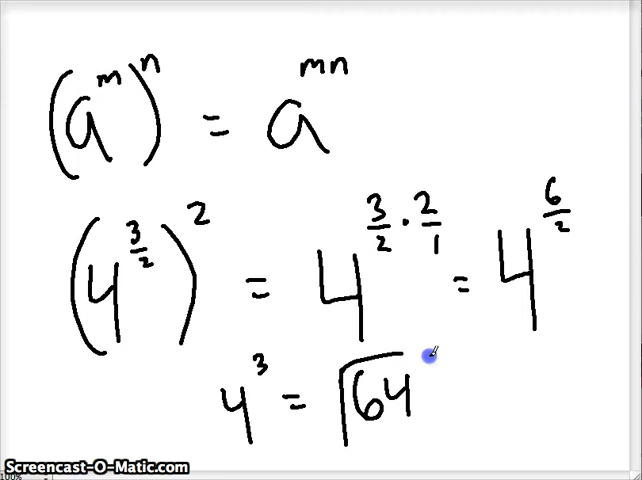 (a^m)^n = a^mn
(4^3/2)^2 = 4^3/2·2/1 = 4^6/2
4^3 = 64
Screencast-O-Matic.com
100%